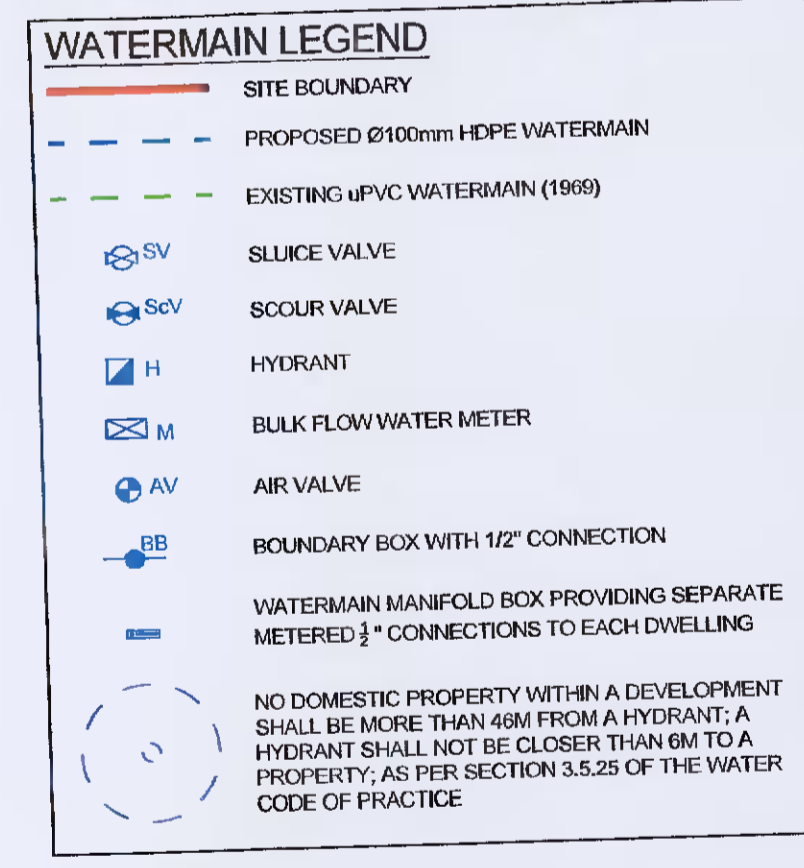 WATERMAIN LEGEND
SITE BOUNDARY
PROPOSED Ø100mm HDPE WATERMAIN
EXISTING uPVC WATERMAIN (1969)
SV SLUICE VALVE
ScV SCOUR VALVE
H HYDRANT
M BULK FLOW WATER METER
AV AIR VALVE
BB BOUNDARY BOX WITH 1/2" CONNECTION
WATERMAIN MANIFOLD BOX PROVIDING SEPARATE
METERED ½" CONNECTIONS TO EACH DWELLING
NO DOMESTIC PROPERTY WITHIN A DEVELOPMENT
SHALL BE MORE THAN 46M FROM A HYDRANT; A
HYDRANT SHALL NOT BE CLOSER THAN 6M TO A
PROPERTY; AS PER SECTION 3.5.25 OF THE WATER
CODE OF PRACTICE